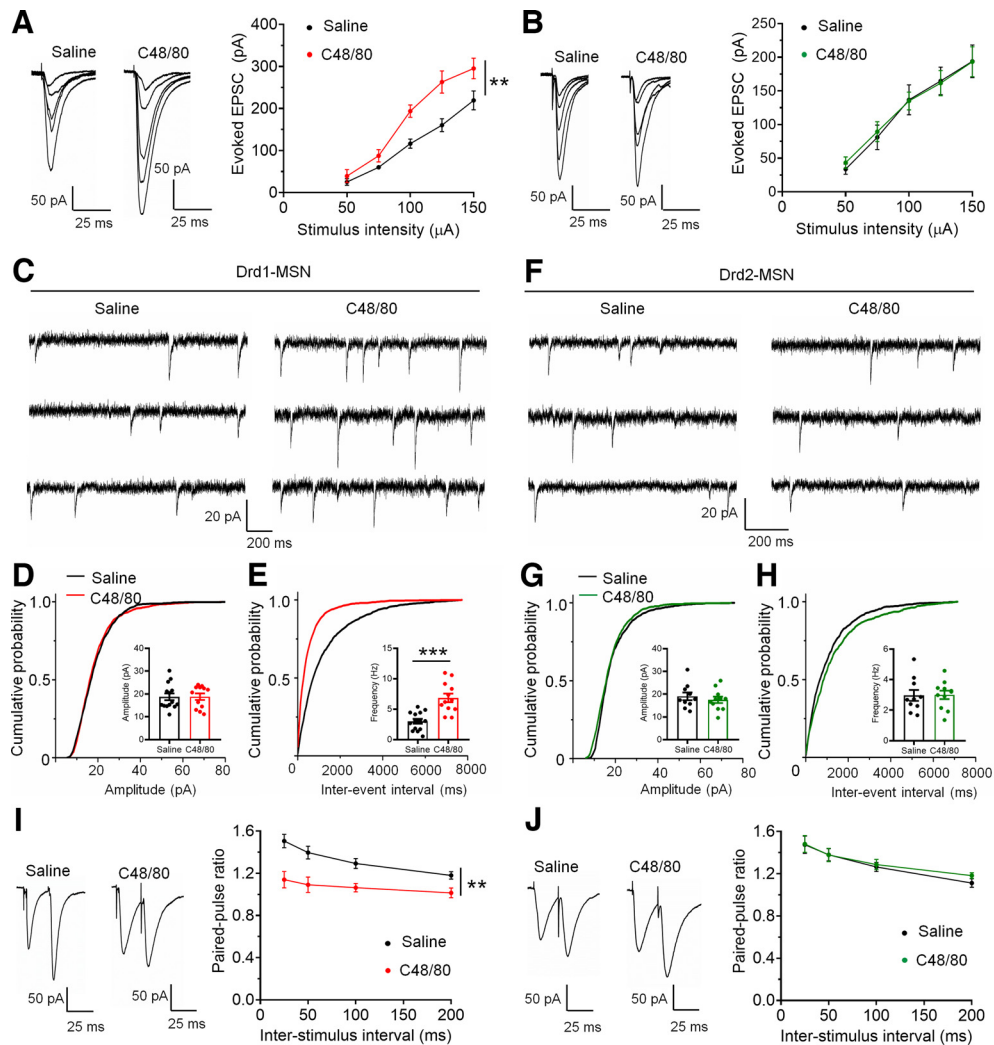 A
Saline
C48/80
50 pA
25 ms
50 pA
25 ms
Evoked EPSC (pA)
400
300
200
100
0
0
50
100
150
Stimulus intensity (μA)
Saline
C48/80
**
B
Saline
C48/80
50 pA
25 ms
50 pA
25 ms
Evoked EPSC (pA)
250
200
150
100
50
0
0
50
100
150
Stimulus intensity (μA)
Saline
C48/80
C
Drd1-MSN
Saline
C48/80
20 pA
200 ms
F
Drd2-MSN
Saline
C48/80
20 pA
200 ms
D
Saline
C48/80
Cumulative probability
1.0
0.5
0
20
40
60
80
Amplitude (pA)
Amplitude (pA)
40
30
20
10
0
Saline
C48/80
E
Cumulative probability
1.0
0.5
0
0
2000
4000
6000
8000
Inter-event interval (ms)
Frequency (Hz)
15
10
5
0
***
Saline
C48/80
G
Saline
C48/80
Cumulative probability
1.0
0.5
0
20
40
60
80
Amplitude (pA)
Amplitude (pA)
40
30
20
10
0
Saline
C48/80
H
Cumulative probability
1.0
0.5
0
0
2000
4000
6000
8000
Inter-event interval (ms)
Frequency (Hz)
6
4
2
0
Saline
C48/80
I
Saline
C48/80
50 pA
25 ms
50 pA
25 ms
Paired-pulse ratio
1.6
1.2
0.8
0.4
0.0
0
50
100
150
200
Inter-stimulus interval (ms)
Saline
C48/80
**
J
Saline
C48/80
50 pA
25 ms
50 pA
25 ms
Paired-pulse ratio
1.6
1.2
0.8
0.4
0.0
0
50
100
150
200
Inter-stimulus interval (ms)
Saline
C48/80